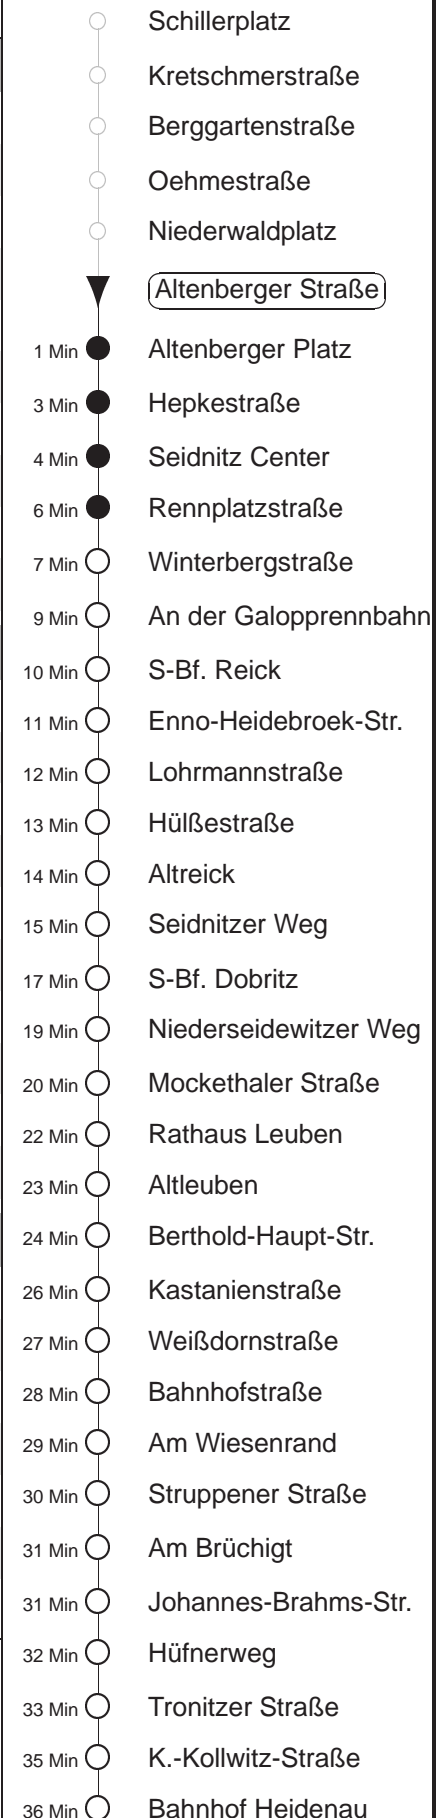 Schillerplatz
Kretschmerstraße
Berggartenstraße
Oehmestraße
Niederwaldplatz
Altenberger Straße
1 Min Altenberger Platz
3 Min Hepkestraße
4 Min Seidnitz Center
6 Min Rennplatzstraße
7 Min Winterbergstraße
9 Min An der Galopprennbahn
10 Min S-Bf. Reick
11 Min Enno-Heidebroek-Str.
12 Min Lohrmannstraße
13 Min Hülßestraße
14 Min Altreick
15 Min Seidnitzer Weg
17 Min S-Bf. Dobritz
19 Min Niederseidewitzer Weg
20 Min Mockethaler Straße
22 Min Rathaus Leuben
23 Min Altleuben
24 Min Berthold-Haupt-Str.
26 Min Kastanienstraße
27 Min Weißdornstraße
28 Min Bahnhofstraße
29 Min Am Wiesenrand
30 Min Struppener Straße
31 Min Am Brüchigt
31 Min Johannes-Brahms-Str.
32 Min Hüfnerweg
33 Min Tronitzer Straße
35 Min K.-Kollwitz-Straße
36 Min Bahnhof Heidenau